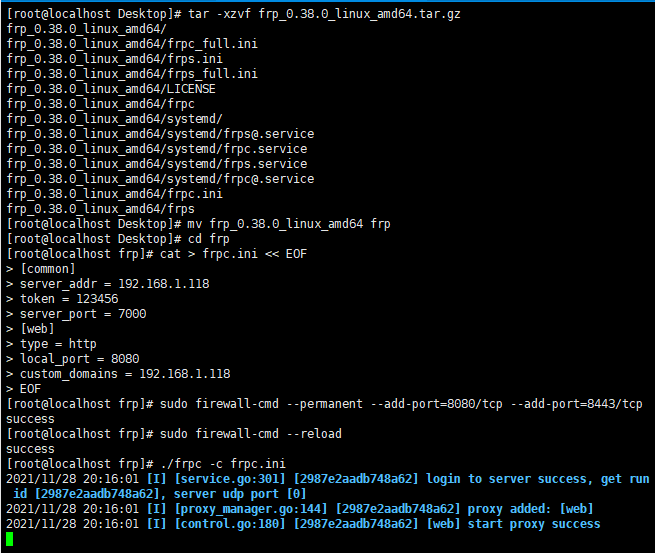 [root@localhost Desktop]# tar -xzvf frp_0.38.0_linux_amd64.tar.gz
frp_0.38.0_linux_amd64/
frp_0.38.0_linux_amd64/frpc_full.ini
frp_0.38.0_linux_amd64/frps.ini
frp_0.38.0_linux_amd64/frps_full.ini
frp_0.38.0_linux_amd64/LICENSE
frp_0.38.0_linux_amd64/frpc
frp_0.38.0_linux_amd64/systemd/
frp_0.38.0_linux_amd64/systemd/frps@.service
frp_0.38.0_linux_amd64/systemd/frpc.service
frp_0.38.0_linux_amd64/systemd/frps.service
frp_0.38.0_linux_amd64/systemd/frpc@.service
frp_0.38.0_linux_amd64/frpc.ini
frp_0.38.0_linux_amd64/frps
[root@localhost Desktop]# mv frp_0.38.0_linux_amd64 frp
[root@localhost Desktop]# cd frp
[root@localhost frp]# cat > frpc.ini << EOF
> [common]
> server_addr = 192.168.1.118
> token = 123456
> server_port = 7000
> [web]
> type = http
> local_port = 8080
> custom_domains = 192.168.1.118
> EOF
[root@localhost frp]# sudo firewall-cmd --permanent --add-port=8080/tcp --add-port=8443/tcp
success
[root@localhost frp]# sudo firewall-cmd --reload
success
[root@localhost frp]# ./frpc -c frpc.ini
2021/11/28 20:16:01 [I] [service.go:301] [2987e2aadb748a62] login to server success, get run
id [2987e2aadb748a62], server udp port [0]
2021/11/28 20:16:01 [I] [proxy_manager.go:144] [2987e2aadb748a62] proxy added: [web]
2021/11/28 20:16:01 [I] [control.go:180] [2987e2aadb748a62] [web] start proxy success